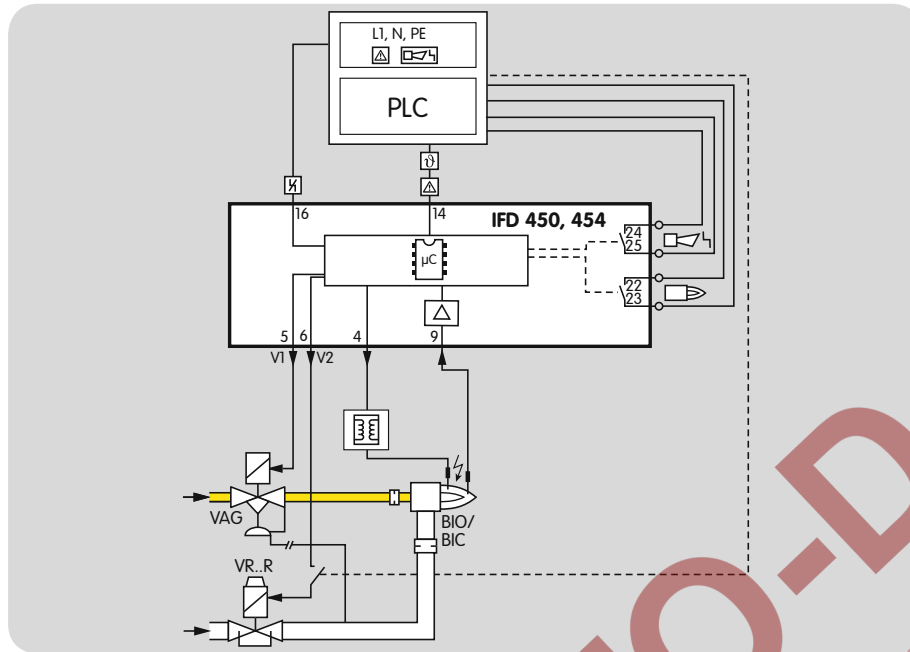 L1, N, PE
PLC
ϑ
16
14
IFD 450, 454
24
25
µC
22
23
5
6
4
9
V1
V2
VAG
BIO/
BIC
VR..R
O-D